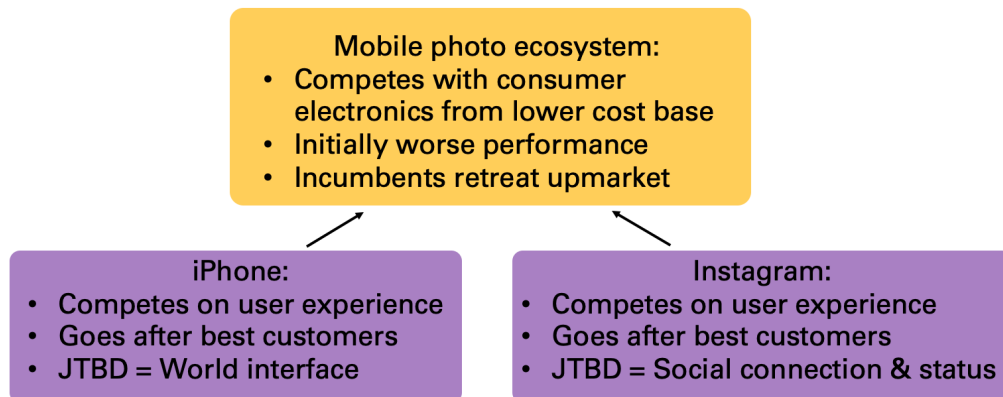 Mobile photo ecosystem:
• Competes with consumer
electronics from lower cost base
• Initially worse performance
• Incumbents retreat upmarket
iPhone:
• Competes on user experience
• Goes after best customers
• JTBD = World interface
Instagram:
• Competes on user experience
• Goes after best customers
• JTBD = Social connection & status